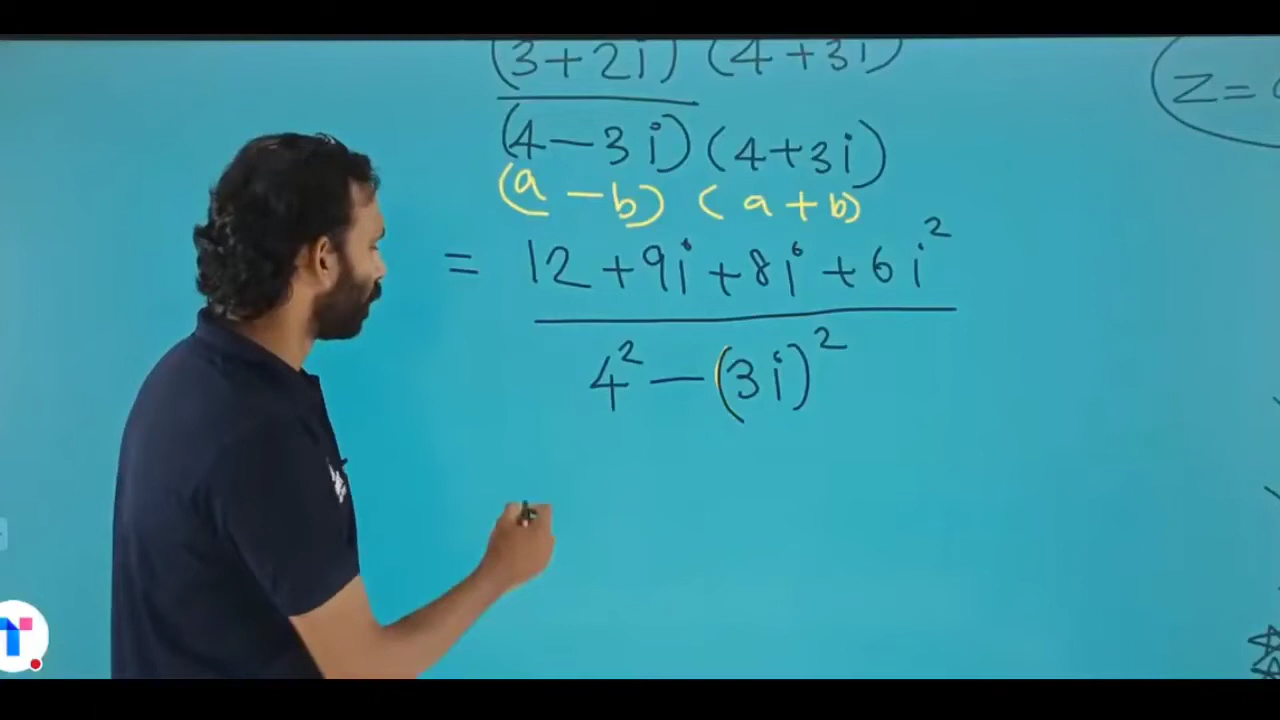 (3+2i) (4+3i)
(4-3i) (4+3i)
(a-b) (a+b)
= 12+9i+8i+6i²
4²-(3i)²
Z=